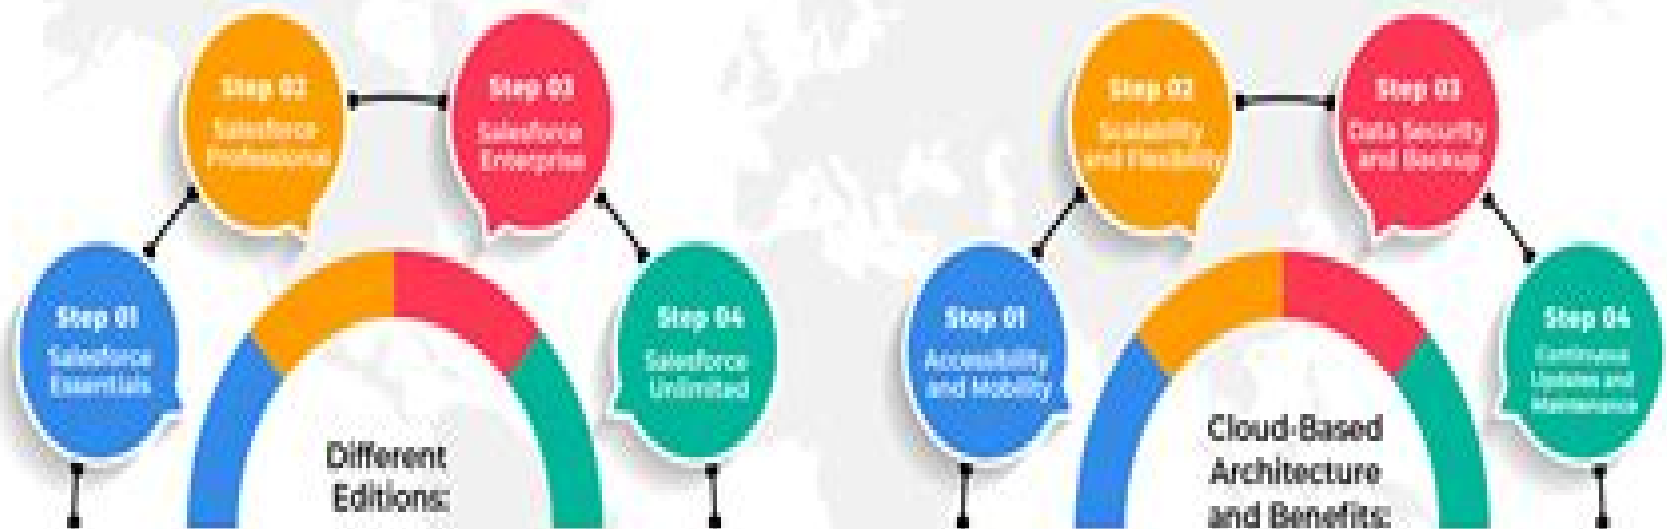 Step 02
Salesforce
Professional
Step 03
Salesforce
Enterprise
Step 01
Salesforce
Essentials
Step 04
Salesforce
Unlimited
Different
Editions:
Step 02
Scalability
and Flexibility
Step 03
Data Security
and Backup
Step 01
Accessibility
and Mobility
Step 04
Continuous
Updates and
Maintenance
Cloud-Based
Architecture
and Benefits: